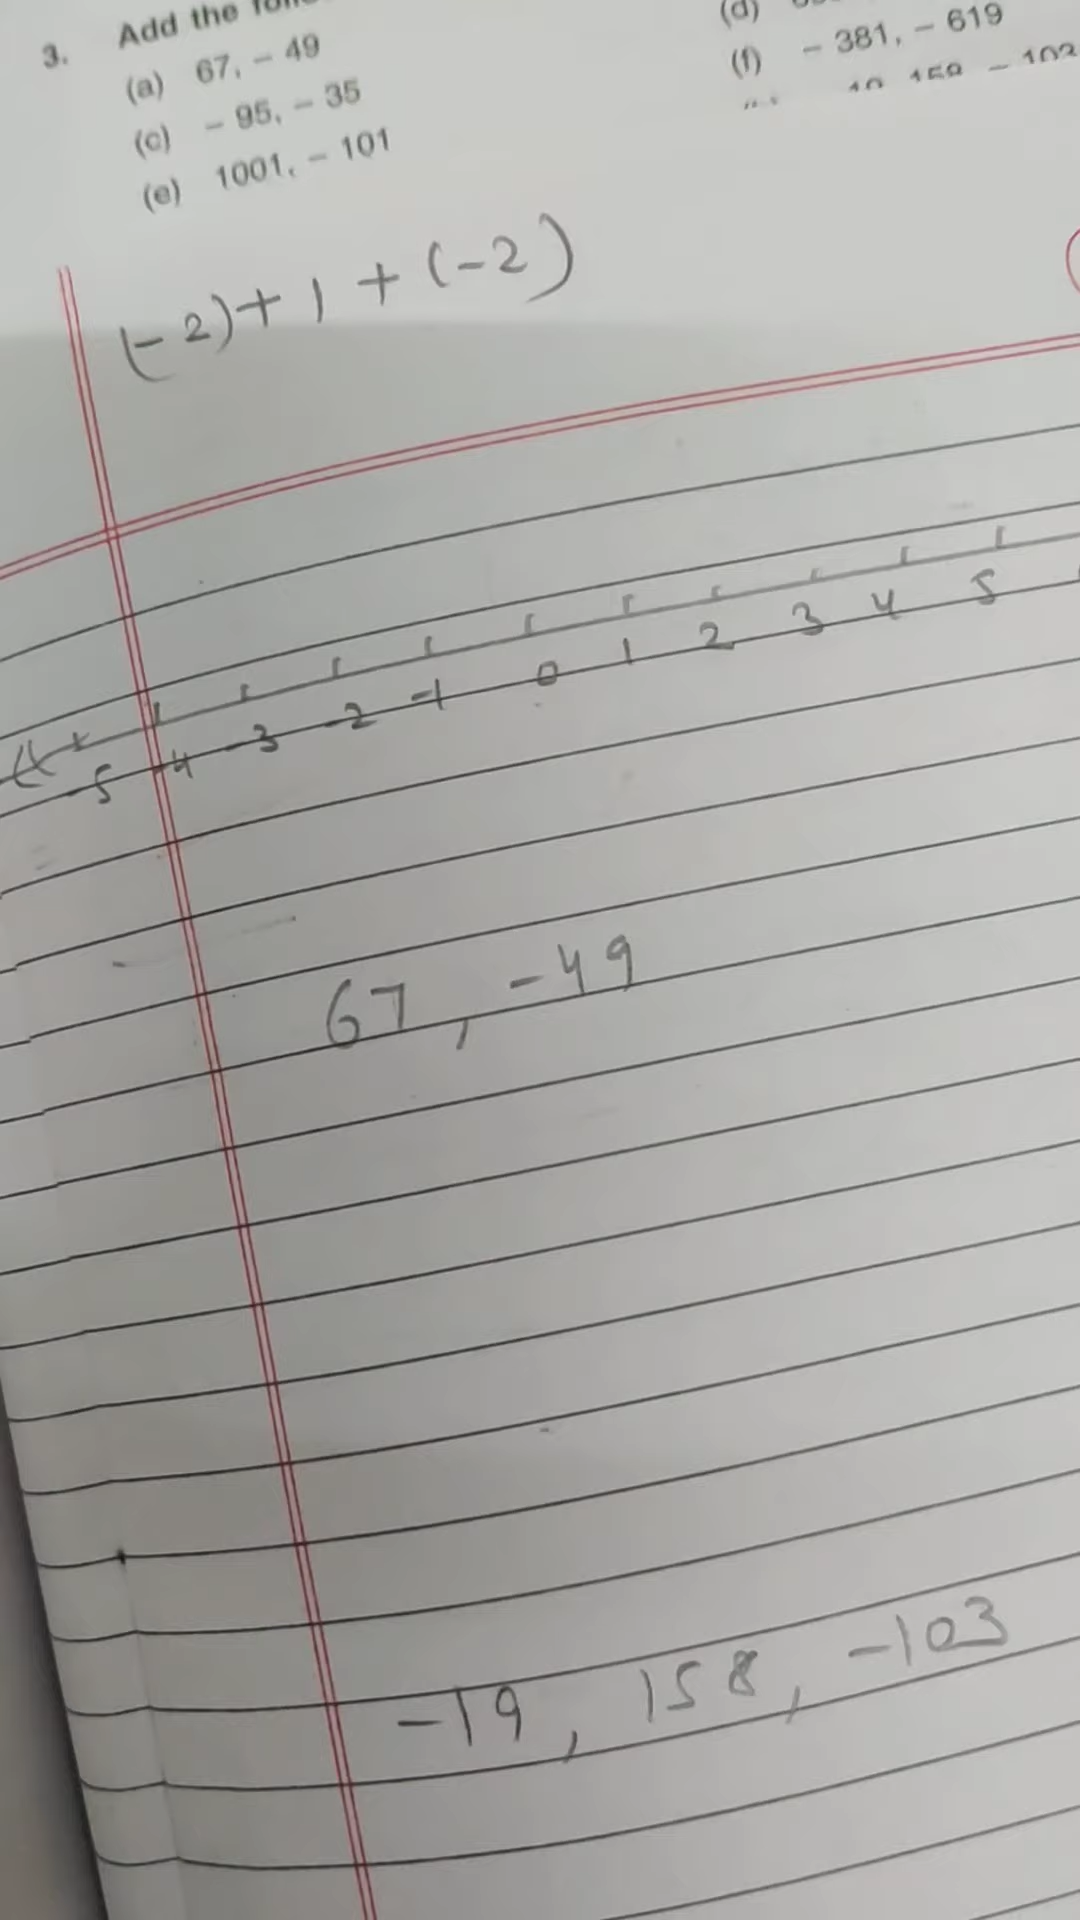 3. Add the
(a) 67, – 49
(c) – 95, – 35
(e) 1001, – 101
(d)
(f) – 381, – 619
(-2)+1+(-2)
-5 -4 -3 -2 -1 0 1 2 3 4 5
67, -49
-19, 158, -103